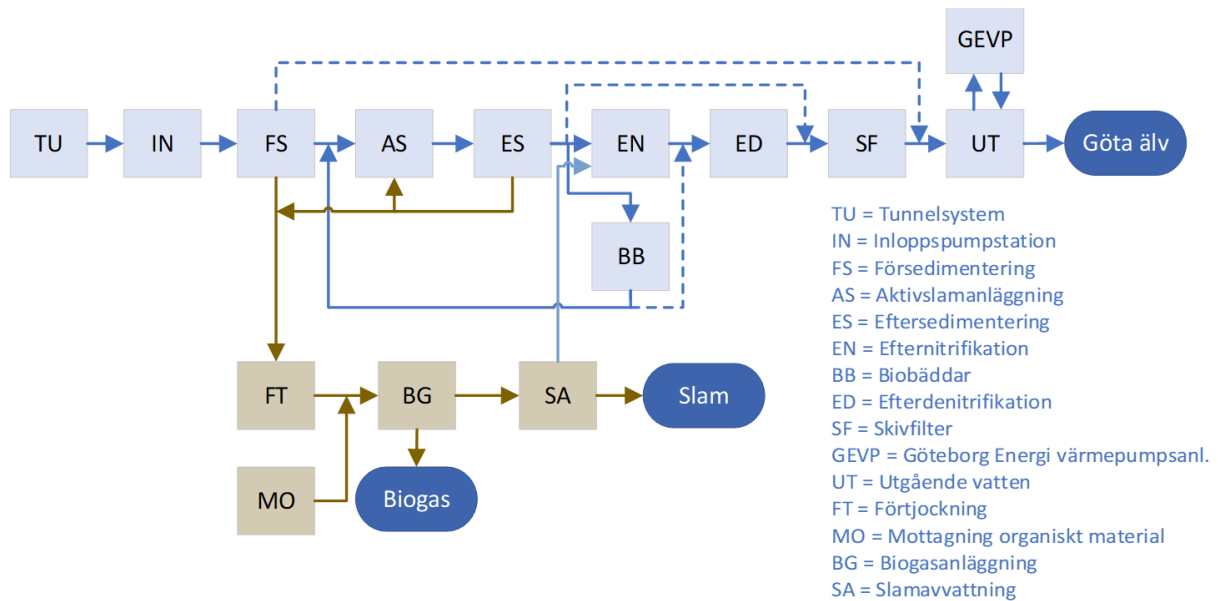 GEVP
TU
IN
FS
AS
ES
EN
ED
SF
UT
Göta älv
BB
FT
BG
SA
Slam
MO
Biogas
TU = Tunnelsystem
IN = Inloppspumpstation
FS = Försedimentering
AS = Aktivslamanläggning
ES = Eftersedimentering
EN = Efternitrifikation
BB = Biobäddar
ED = Efterdenitrifikation
SF = Skivfilter
GEVP = Göteborg Energi värmepumpsanl.
UT = Utgående vatten
FT = Förtjockning
MO = Mottagning organiskt material
BG = Biogasanläggning
SA = Slamavvattning